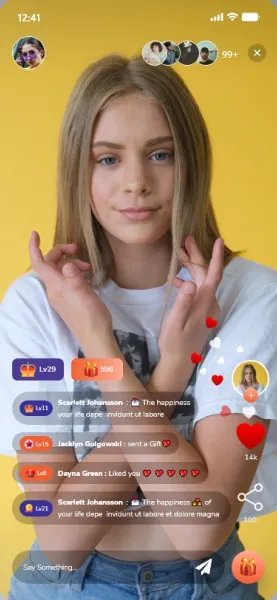 12:41
99+
Lv29
590
Lv11 Scarlett Johansson : The happiness
your life depe invidunt ut labore
Lv15 Jacklyn Gulgowski : sent a Gift
Lv6 Dayna Green : Liked you
Lv21 Scarlett Johansson : The happiness of
your life depe invidunt ut labore et dolore magna
14k
100
Say Something...